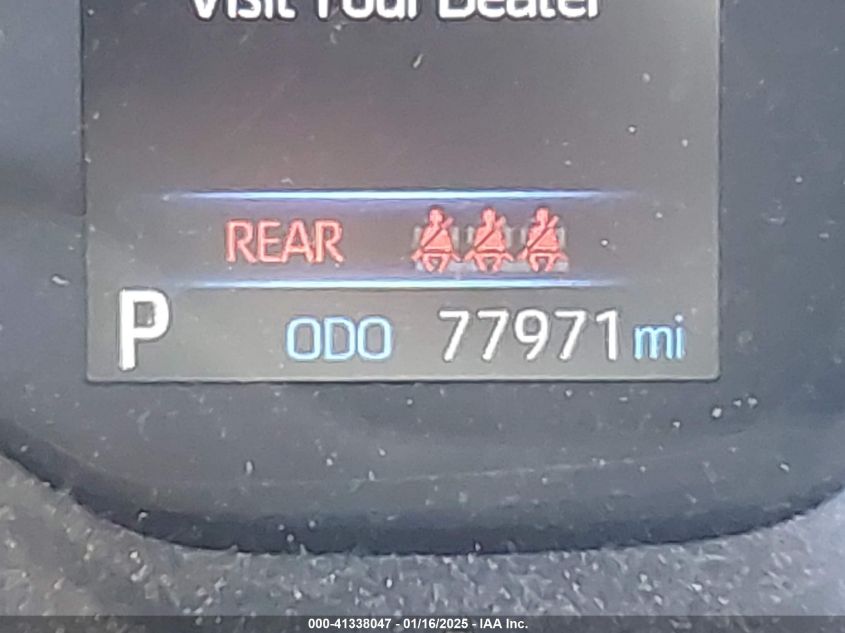 Visit Your Dealer
REAR
P ODO 77971 mi
000-41338047 - 01/16/2025 - IAA Inc.